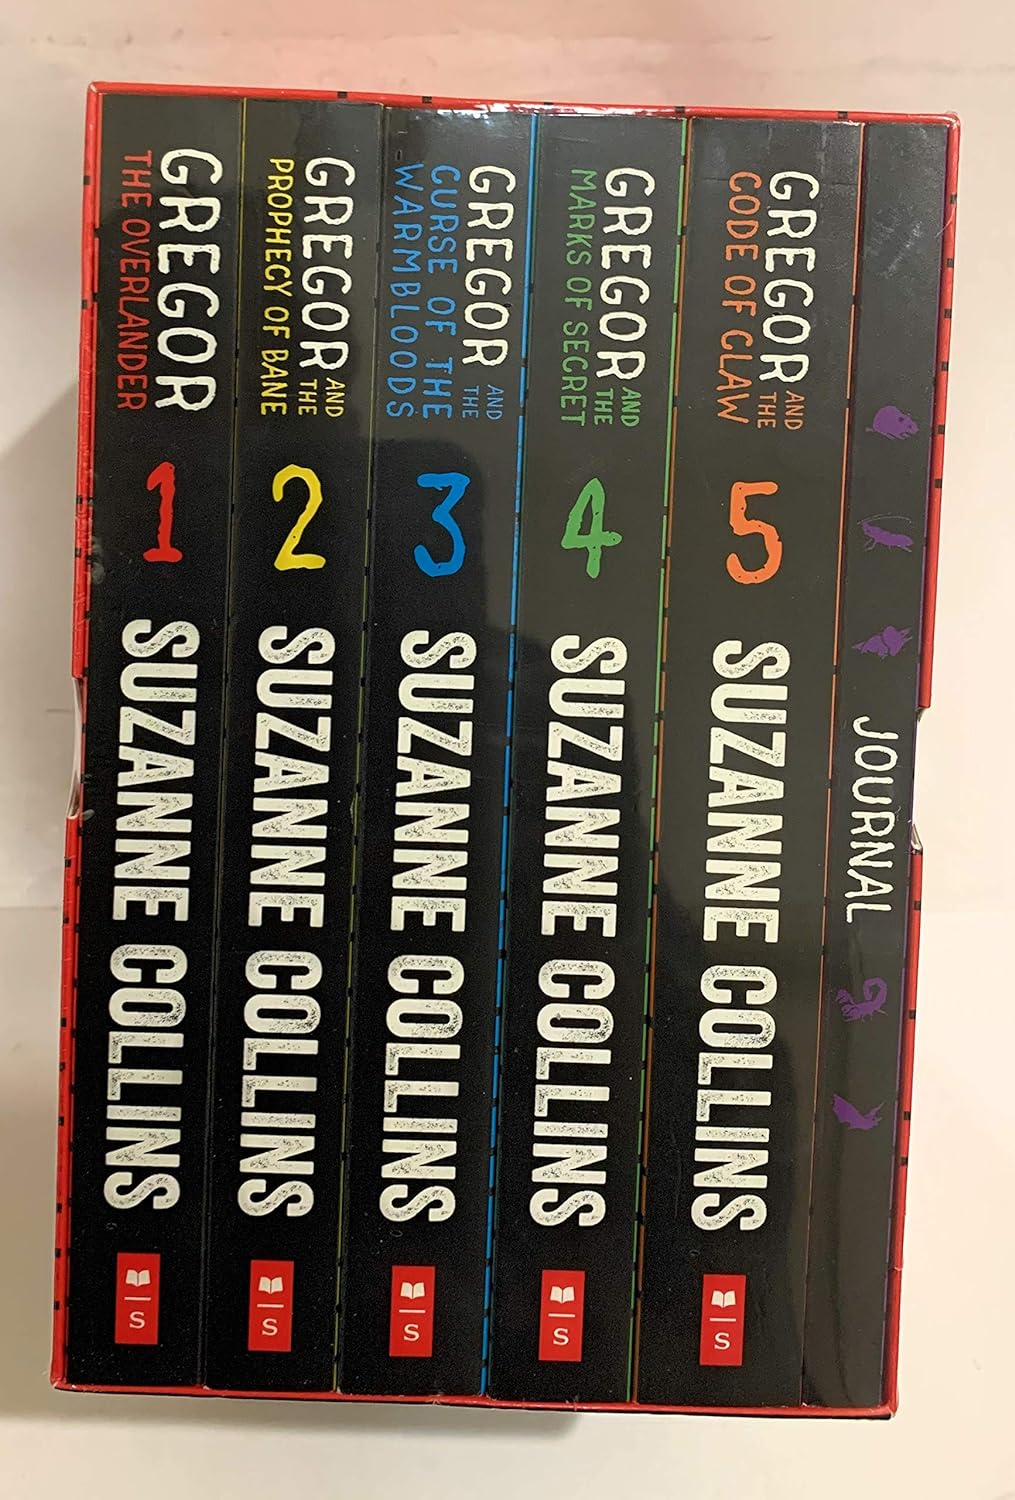 GREGOR
THE OVERLANDER
1
SUZANNE COLLINS
S
GREGOR AND THE
PROPHECY OF BANE
2
SUZANNE COLLINS
S
GREGOR AND THE
CURSE OF THE
WARMBLOODS
3
SUZANNE COLLINS
S
GREGOR AND THE
MARKS OF SECRET
4
SUZANNE COLLINS
S
GREGOR AND THE
CODE OF CLAW
5
SUZANNE COLLINS
S
JOURNAL